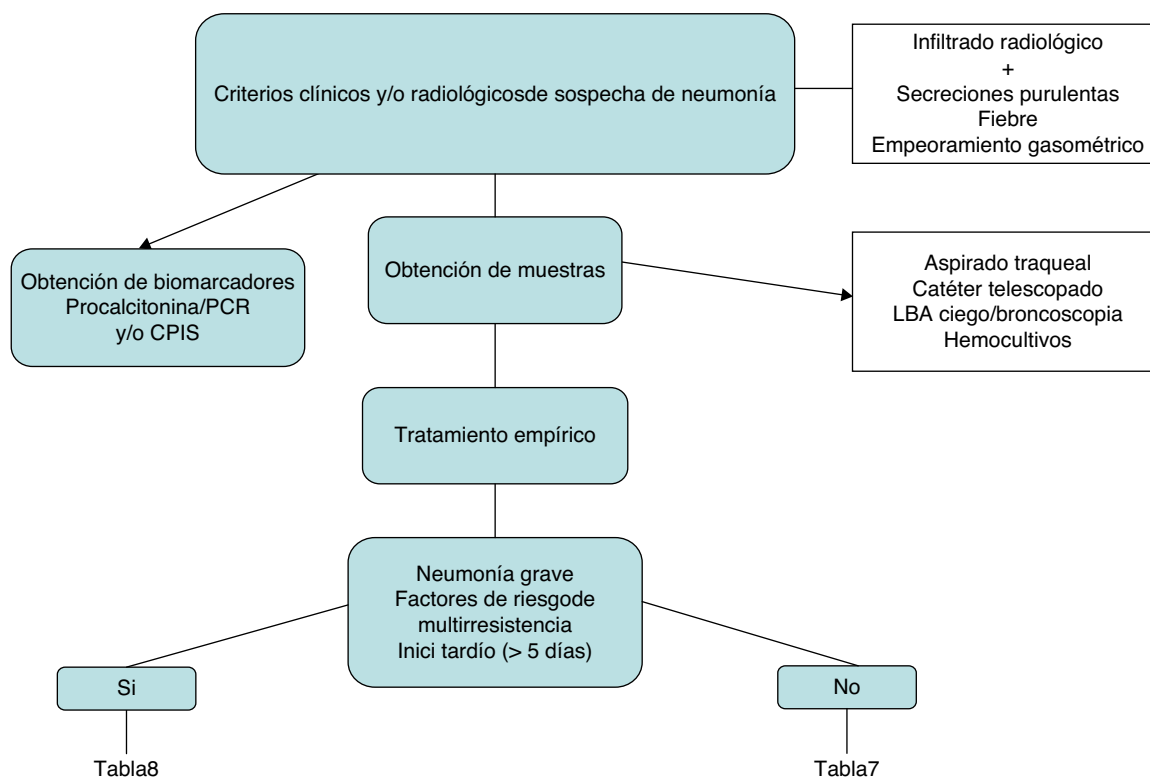 Criterios clínicos y/o radiológicosde sospecha de neumonía
Infiltrado radiológico
+
Secreciones purulentas
Fiebre
Empeoramiento gasométrico
Obtención de biomarcadores
Procalcitonina/PCR
y/o CPIS
Obtención de muestras
Aspirado traqueal
Catéter telescopado
LBA ciego/broncoscopia
Hemocultivos
Tratamiento empírico
Neumonía grave
Factores de riesgode
multirresistencia
Inici tardío (> 5 días)
Si
No
Tabla8
Tabla7